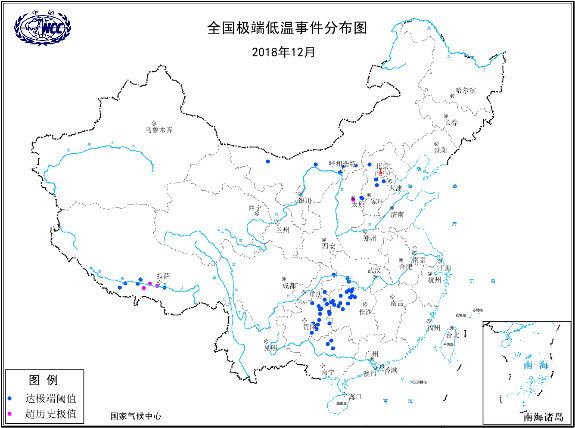 NCC
全国极端低温事件分布图
2018年12月
哈尔滨
长春
乌鲁木齐
沈阳
呼和浩特
北京
天津
银川
太原
家庄
西宁
济南
兰州
郑州
西安
拉萨
成都
重庆
武汉
合肥
南京
上海
杭州
长沙
南昌
贵阳
福州
台北
昆明
南宁
广州
澳门
香港
海口
图 例
达极端阈值
超历史极值
国家气候中心
南 海
南海诸岛